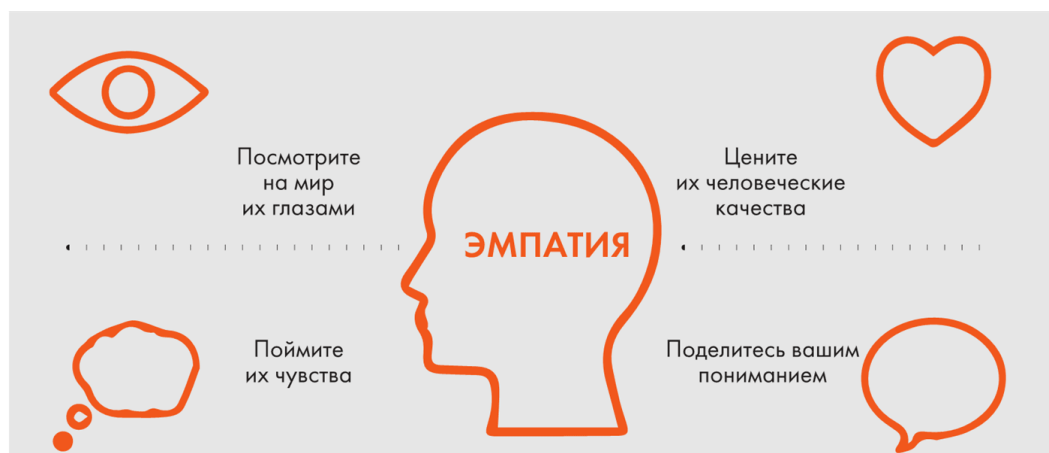 Посмотрите
на мир
их глазами
Цените
их человеческие
качества
ЭМПАТИЯ
Поймите
их чувства
Поделитесь вашим
пониманием